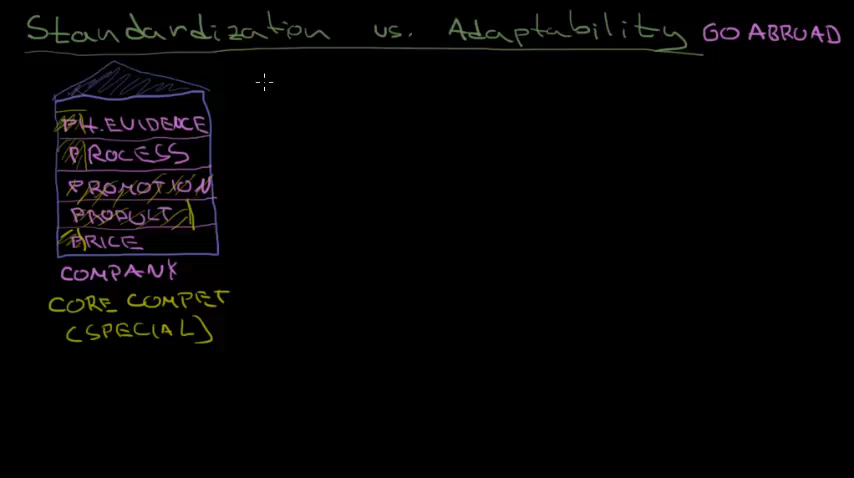 Standardization vs. Adaptability GO ABROAD
PH.EVIDENCE
PROCESS
PROMOTION
PRODUCT
PRICE
COMPANY
CORE COMPET
(SPECIAL)